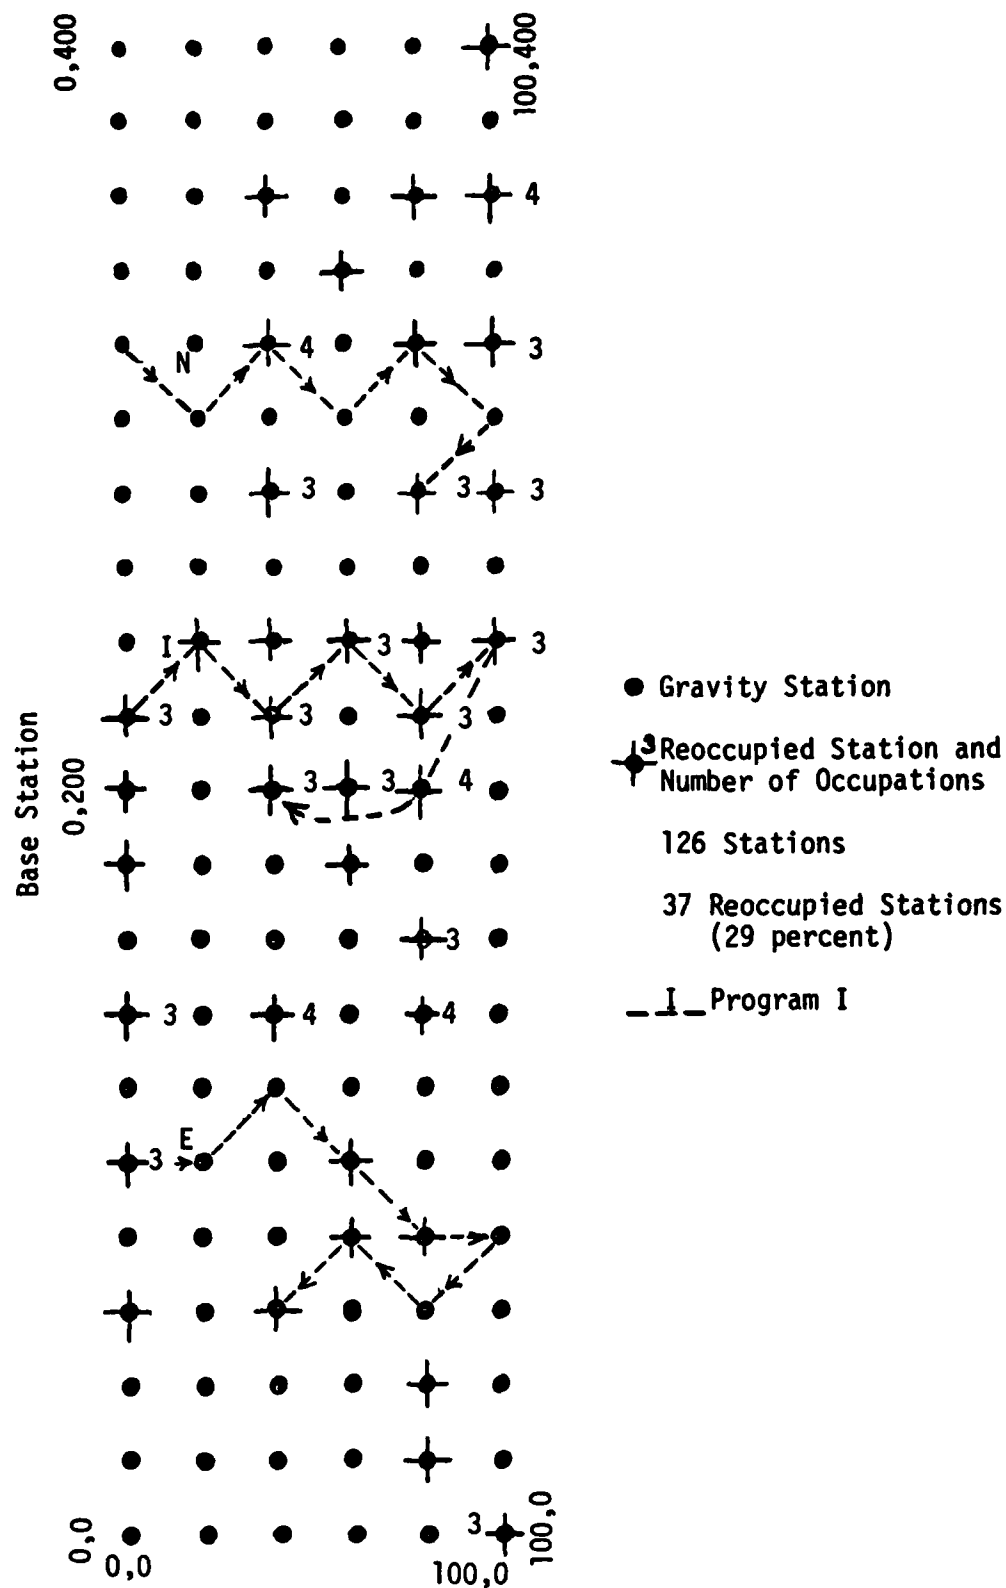 0,400
100,400
4
N
4
3
3
3
3
I
3
3
3
3
3
Base Station
0,200
3
3
4
3
3
4
4
E
3
3
0,0
0,0
100,0
100,0
● Gravity Station
3 Reoccupied Station and
Number of Occupations
126 Stations
37 Reoccupied Stations
(29 percent)
_ _I_ Program I